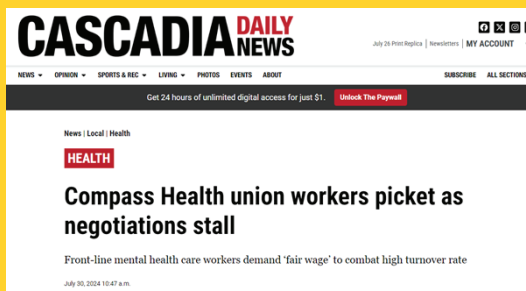 CASCADIA DAILY NEWS
July 26 Print Replica | Newsletters | MY ACCOUNT
NEWS OPINION SPORTS & REC LIVING PHOTOS EVENTS ABOUT SUBSCRIBE ALL SECTIONS
Get 24 hours of unlimited digital access for just $1. Unlock The Paywall
News | Local | Health
HEALTH
Compass Health union workers picket as
negotiations stall
Front-line mental health care workers demand ‘fair wage’ to combat high turnover rate
July 30, 2024 10:47 a.m.